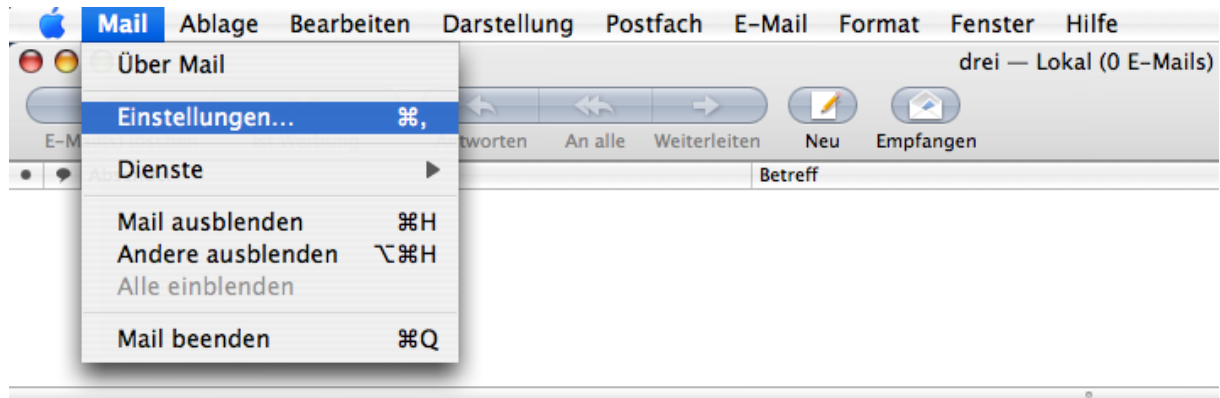 Mail Ablage Bearbeiten Darstellung Postfach E-Mail Format Fenster Hilfe
Über Mail
drei — Lokal (0 E-Mails)
Einstellungen... ⌘,
An alle Weiterleiten Neu Empfangen
Dienste
Betreff
Mail ausblenden ⌘H
Andere ausblenden ⌥⌘H
Alle einblenden
Mail beenden ⌘Q